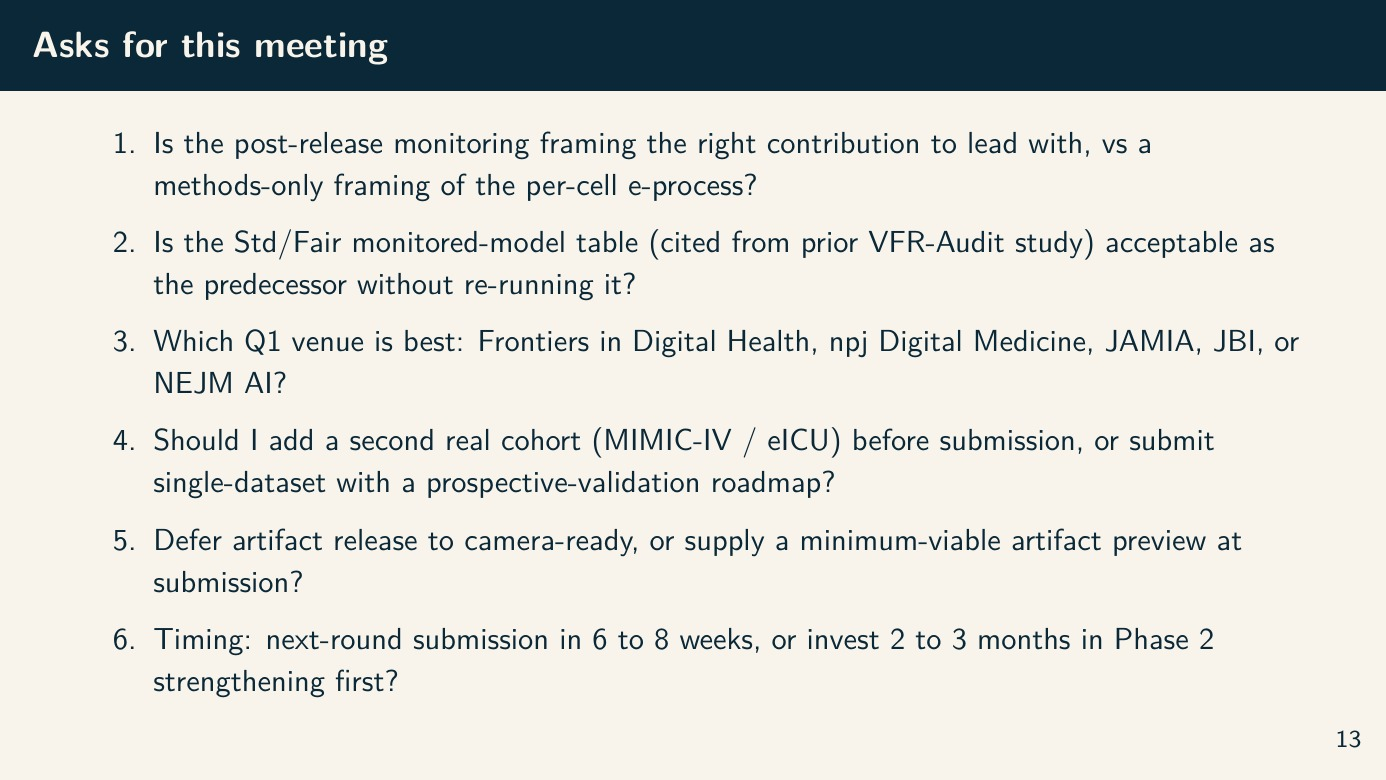 Asks for this meeting
1. Is the post-release monitoring framing the right contribution to lead with, vs a
methods-only framing of the per-cell e-process?
2. Is the Std/Fair monitored-model table (cited from prior VFR-Audit study) acceptable as
the predecessor without re-running it?
3. Which Q1 venue is best: Frontiers in Digital Health, npj Digital Medicine, JAMIA, JBI, or
NEJM AI?
4. Should I add a second real cohort (MIMIC-IV / eICU) before submission, or submit
single-dataset with a prospective-validation roadmap?
5. Defer artifact release to camera-ready, or supply a minimum-viable artifact preview at
submission?
6. Timing: next-round submission in 6 to 8 weeks, or invest 2 to 3 months in Phase 2
strengthening first?
13